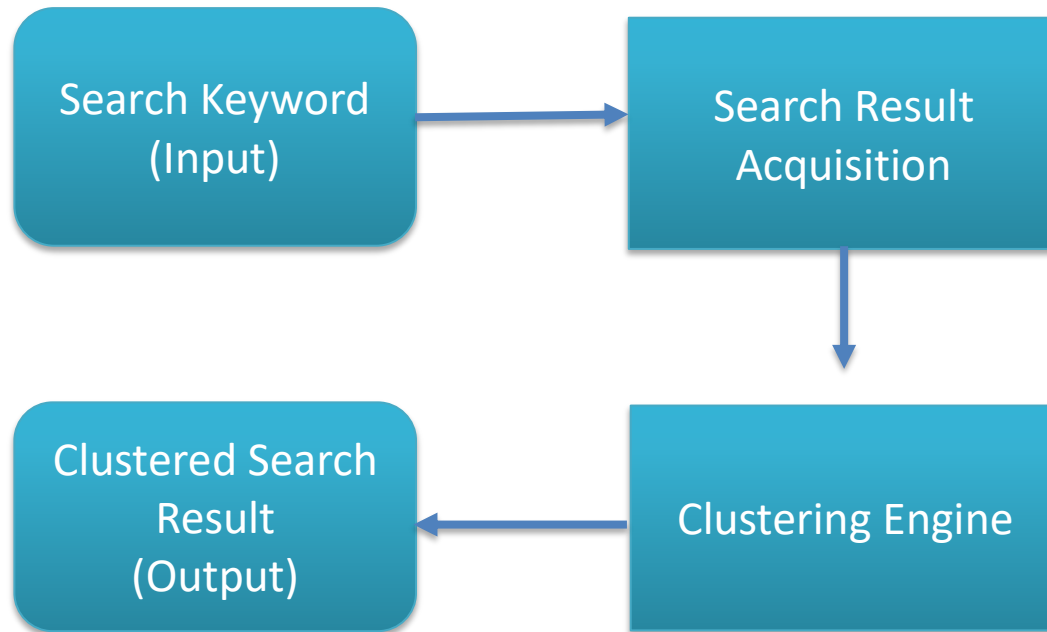 Search Keyword
(Input)
Search Result
Acquisition
Clustered Search
Result
(Output)
Clustering Engine